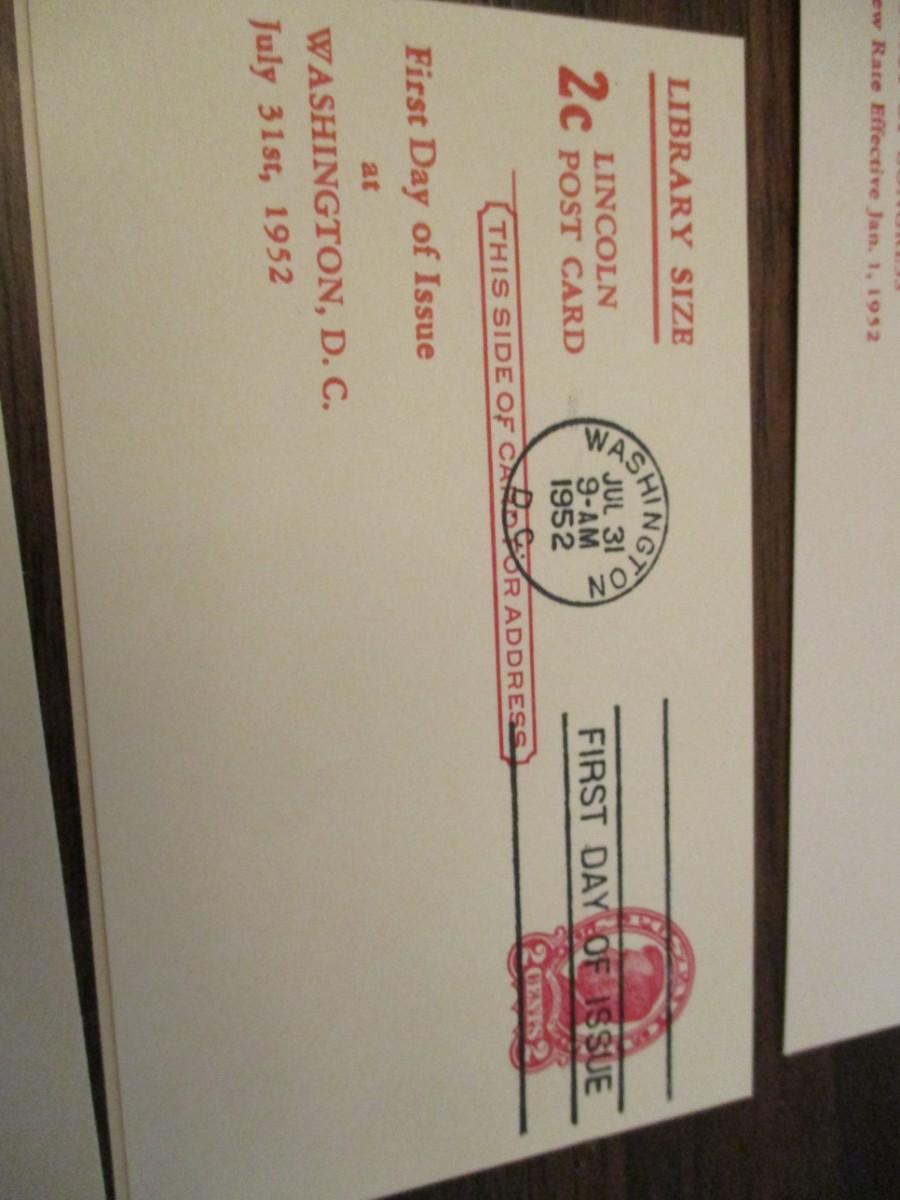 LIBRARY SIZE
LINCOLN
2c POST CARD
THIS SIDE OF CARD FOR ADDRESS
First Day of Issue
at
WASHINGTON, D. C.
July 31st, 1952
WASHINGTON
JUL 31
9-AM
1952
D.C.
FIRST DAY OF ISSUE
2 CENTS 2
Rate Effective Jan. 1, 1952